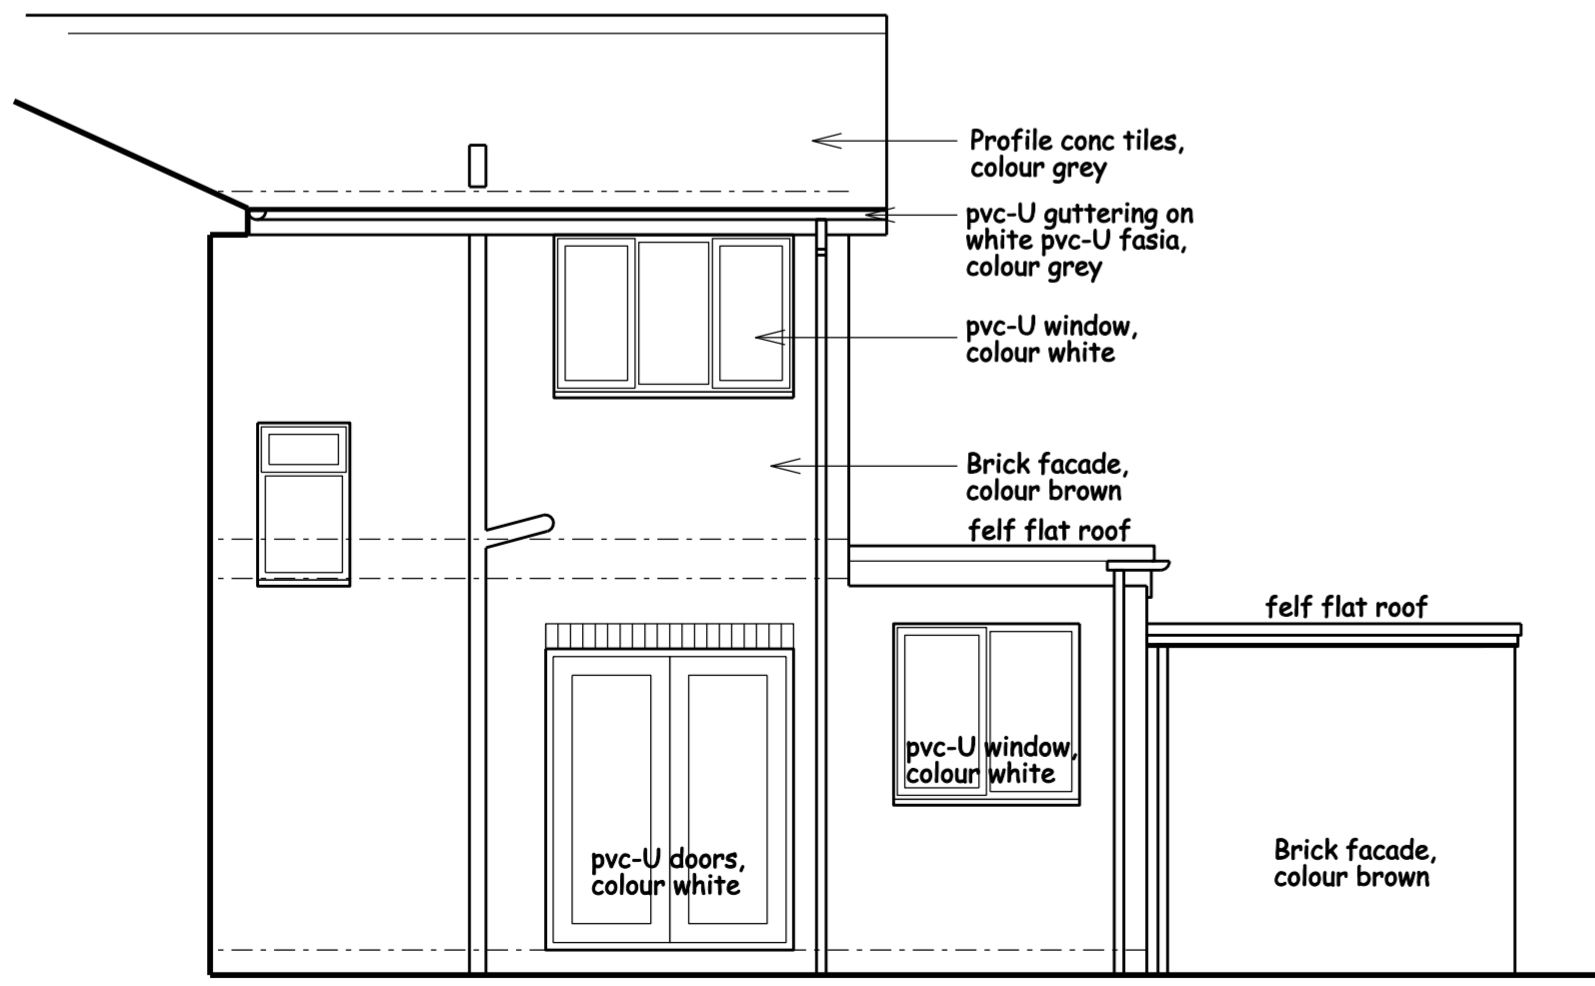 Profile conc tiles,
colour grey
pvc-U guttering on
white pvc-U fasia,
colour grey
pvc-U window,
colour white
Brick facade,
colour brown
felf flat roof
felf flat roof
pvc-U window,
colour white
pvc-U doors,
colour white
Brick facade,
colour brown